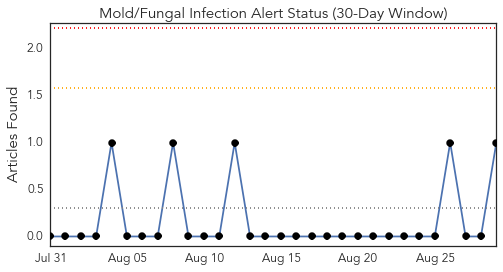 Mold/Fungal Infection Alert Status (30-Day Window)
2.0
1.5
1.0
0.5
0.0
Articles Found
Jul 31 Aug 05 Aug 10 Aug 15 Aug 20 Aug 25